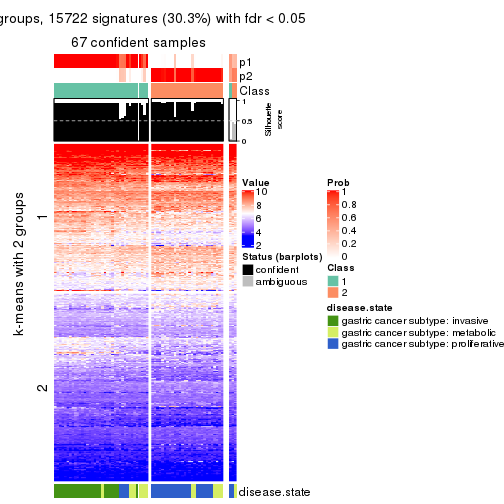 groups, 15722 signatures (30.3%) with fdr < 0.05
67 confident samples
p1
p2
Class
1
0.5
0
Silhouette
score
k-means with 2 groups
1
2
Value
10
8
6
4
2
Status (barplots)
confident
ambiguous
Prob
1
0.8
0.6
0.4
0.2
0
Class
1
2
disease.state
gastric cancer subtype: invasive
gastric cancer subtype: metabolic
gastric cancer subtype: proliferative
disease.state